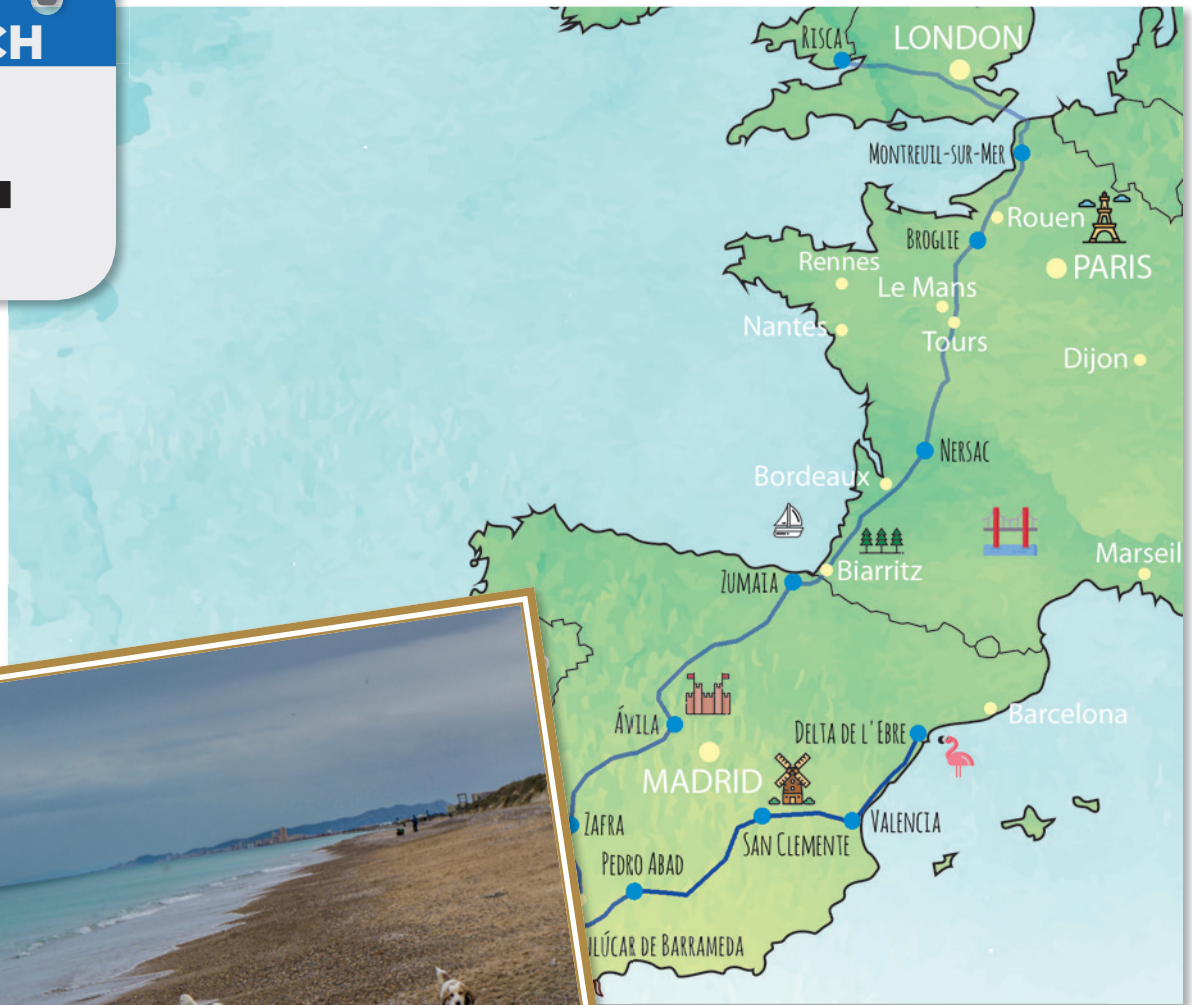 CH
RISCA
LONDON
MONTREUIL-SUR-MER
Rouen
BROGLIE
PARIS
Rennes
Le Mans
Nantes
Tours
Dijon
NERSAC
Bordeaux
Marseil
Biarritz
ZUMAIA
ÁVILA
Barcelona
DELTA DE L'EBRE
MADRID
ZAFRA
VALENCIA
SAN CLEMENTE
PEDRO ABAD
LÚCAR DE BARRAMEDA